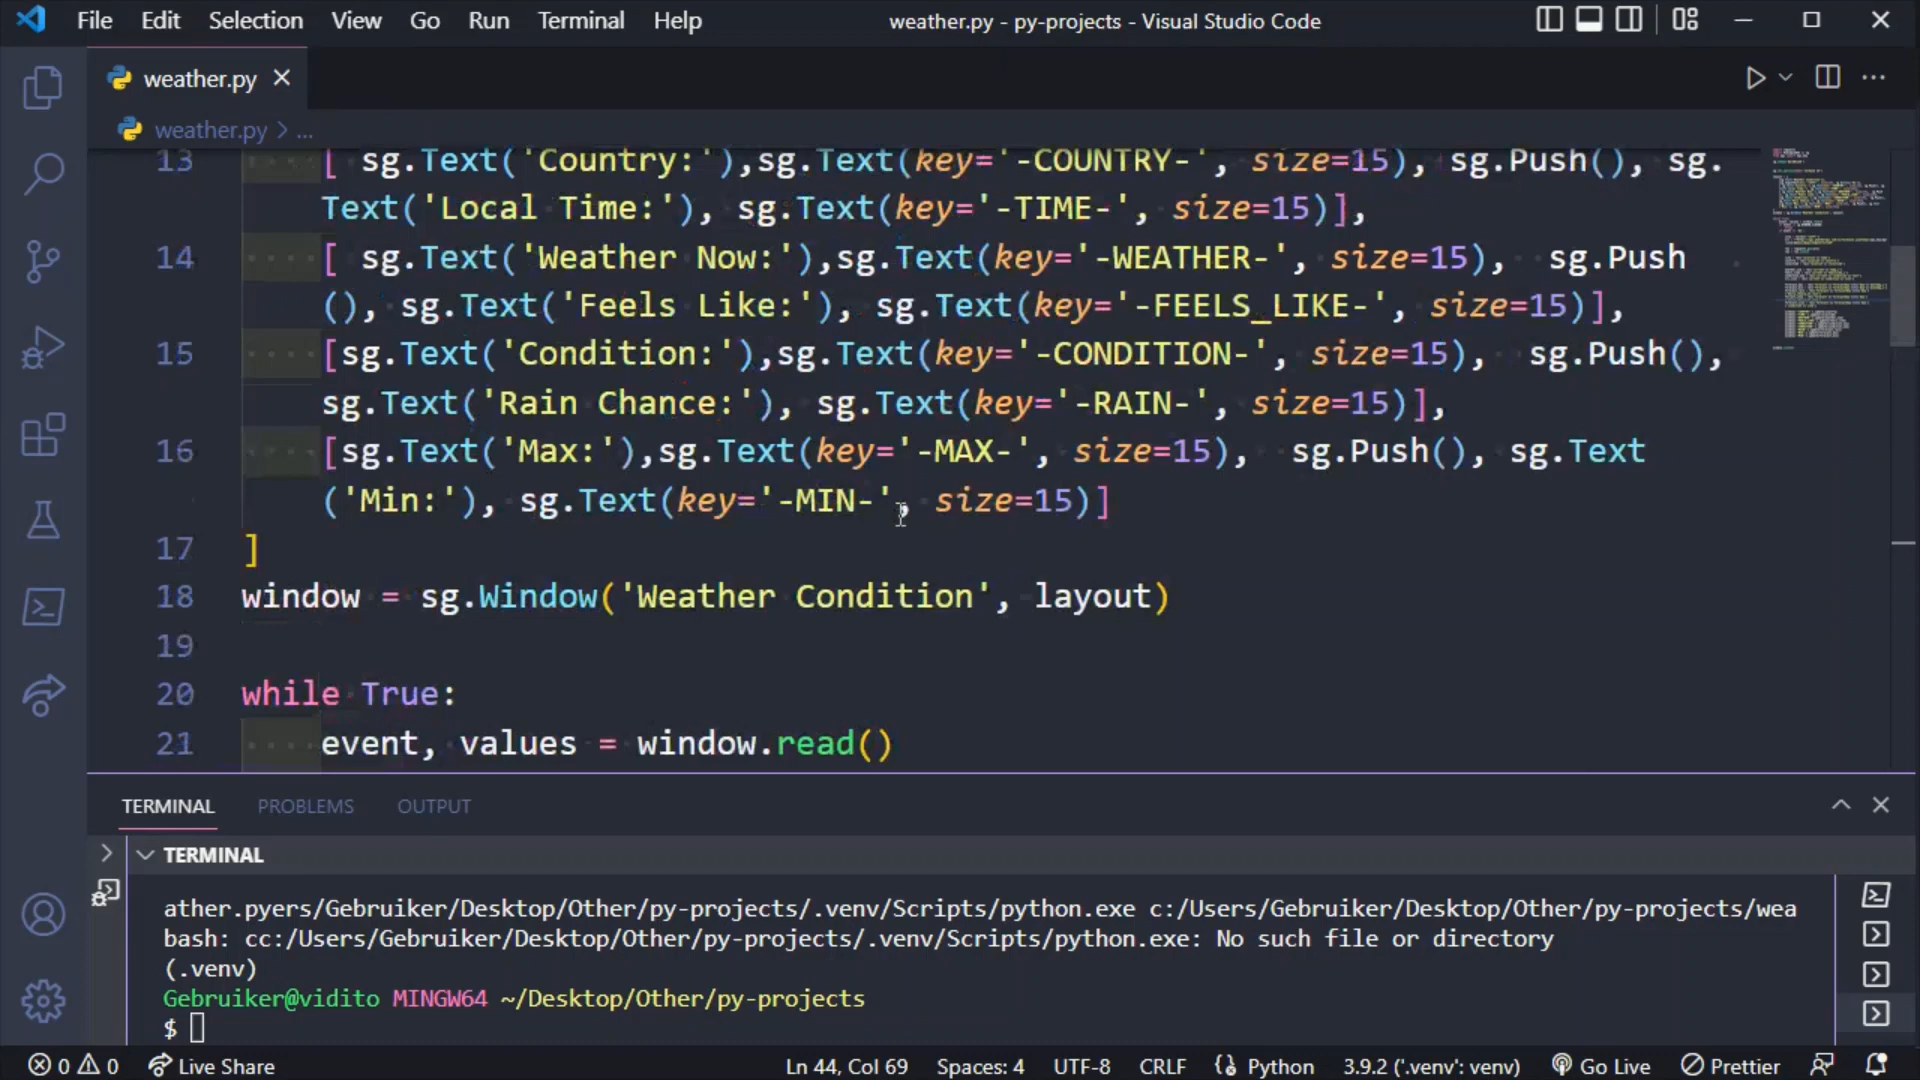 File Edit Selection View Go Run Terminal Help weather.py - py-projects - Visual Studio Code
weather.py
weather.py > ...
13 [ sg.Text('Country:'),sg.Text(key='-COUNTRY-', size=15), sg.Push(), sg.
Text('Local Time:'), sg.Text(key='-TIME-', size=15)],
14 [ sg.Text('Weather Now:'),sg.Text(key='-WEATHER-', size=15),  sg.Push
(), sg.Text('Feels Like:'), sg.Text(key='-FEELS_LIKE-', size=15)],
15 [sg.Text('Condition:'),sg.Text(key='-CONDITION-', size=15),  sg.Push(),
sg.Text('Rain Chance:'), sg.Text(key='-RAIN-', size=15)],
16 [sg.Text('Max:'),sg.Text(key='-MAX-', size=15),  sg.Push(), sg.Text
('Min:'), sg.Text(key='-MIN-', size=15)]
17 ]
18 window = sg.Window('Weather Condition', layout)
19
20 while True:
21 event, values = window.read()
TERMINAL PROBLEMS OUTPUT
TERMINAL
ather.pyers/Gebruiker/Desktop/Other/py-projects/.venv/Scripts/python.exe c:/Users/Gebruiker/Desktop/Other/py-projects/wea
bash: cc:/Users/Gebruiker/Desktop/Other/py-projects/.venv/Scripts/python.exe: No such file or directory
(.venv)
Gebruiker@vidito MINGW64 ~/Desktop/Other/py-projects
$
0 0 Live Share Ln 44, Col 69 Spaces: 4 UTF-8 CRLF Python 3.9.2 ('.venv': venv) Go Live Prettier